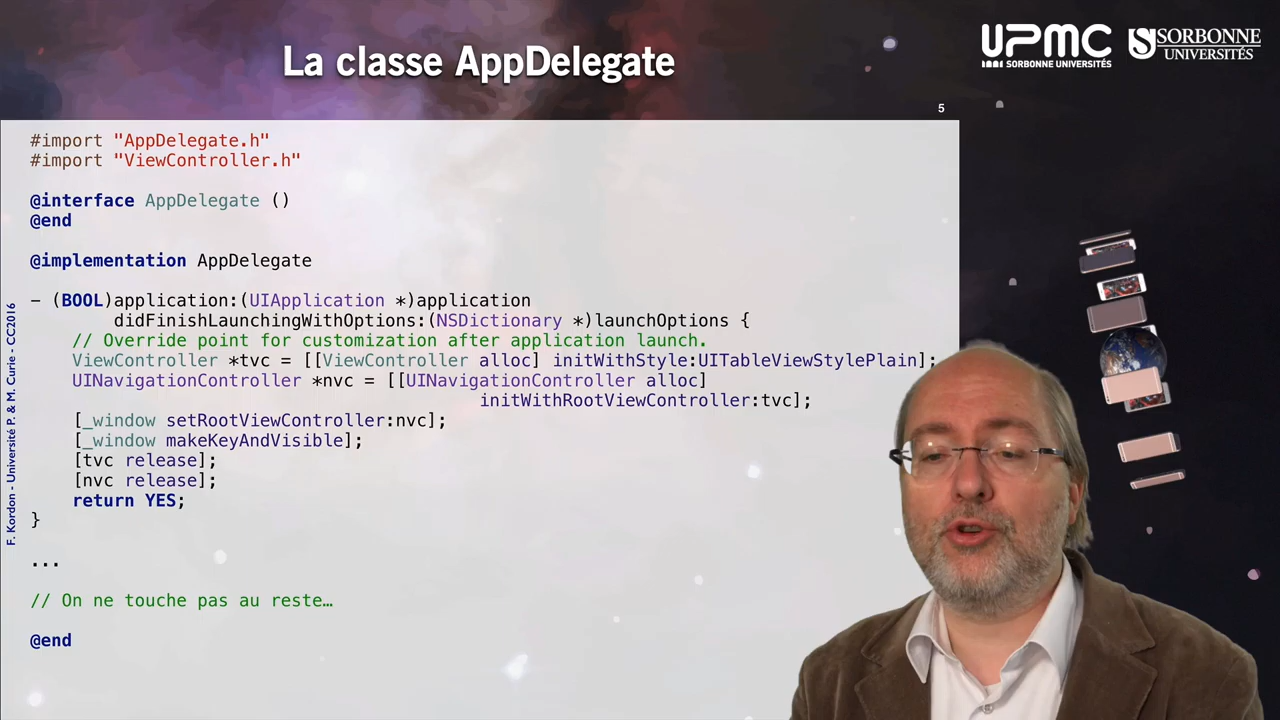 La classe AppDelegate
UPMC
SORBONNE UNIVERSITÉS
SORBONNE
UNIVERSITÉS
5
#import "AppDelegate.h"
#import "ViewController.h"
@interface AppDelegate ()
@end
@implementation AppDelegate
- (BOOL)application:(UIApplication *)application
didFinishLaunchingWithOptions:(NSDictionary *)launchOptions {
// Override point for customization after application launch.
ViewController *tvc = [[ViewController alloc] initWithStyle:UITableViewStylePlain];
UINavigationController *nvc = [[UINavigationController alloc]
initWithRootViewController:tvc];
[_window setRootViewController:nvc];
[_window makeKeyAndVisible];
[tvc release];
[nvc release];
return YES;
}
...
// On ne touche pas au reste…
@end
F. Kordon - Université P. & M. Curie - CC2016